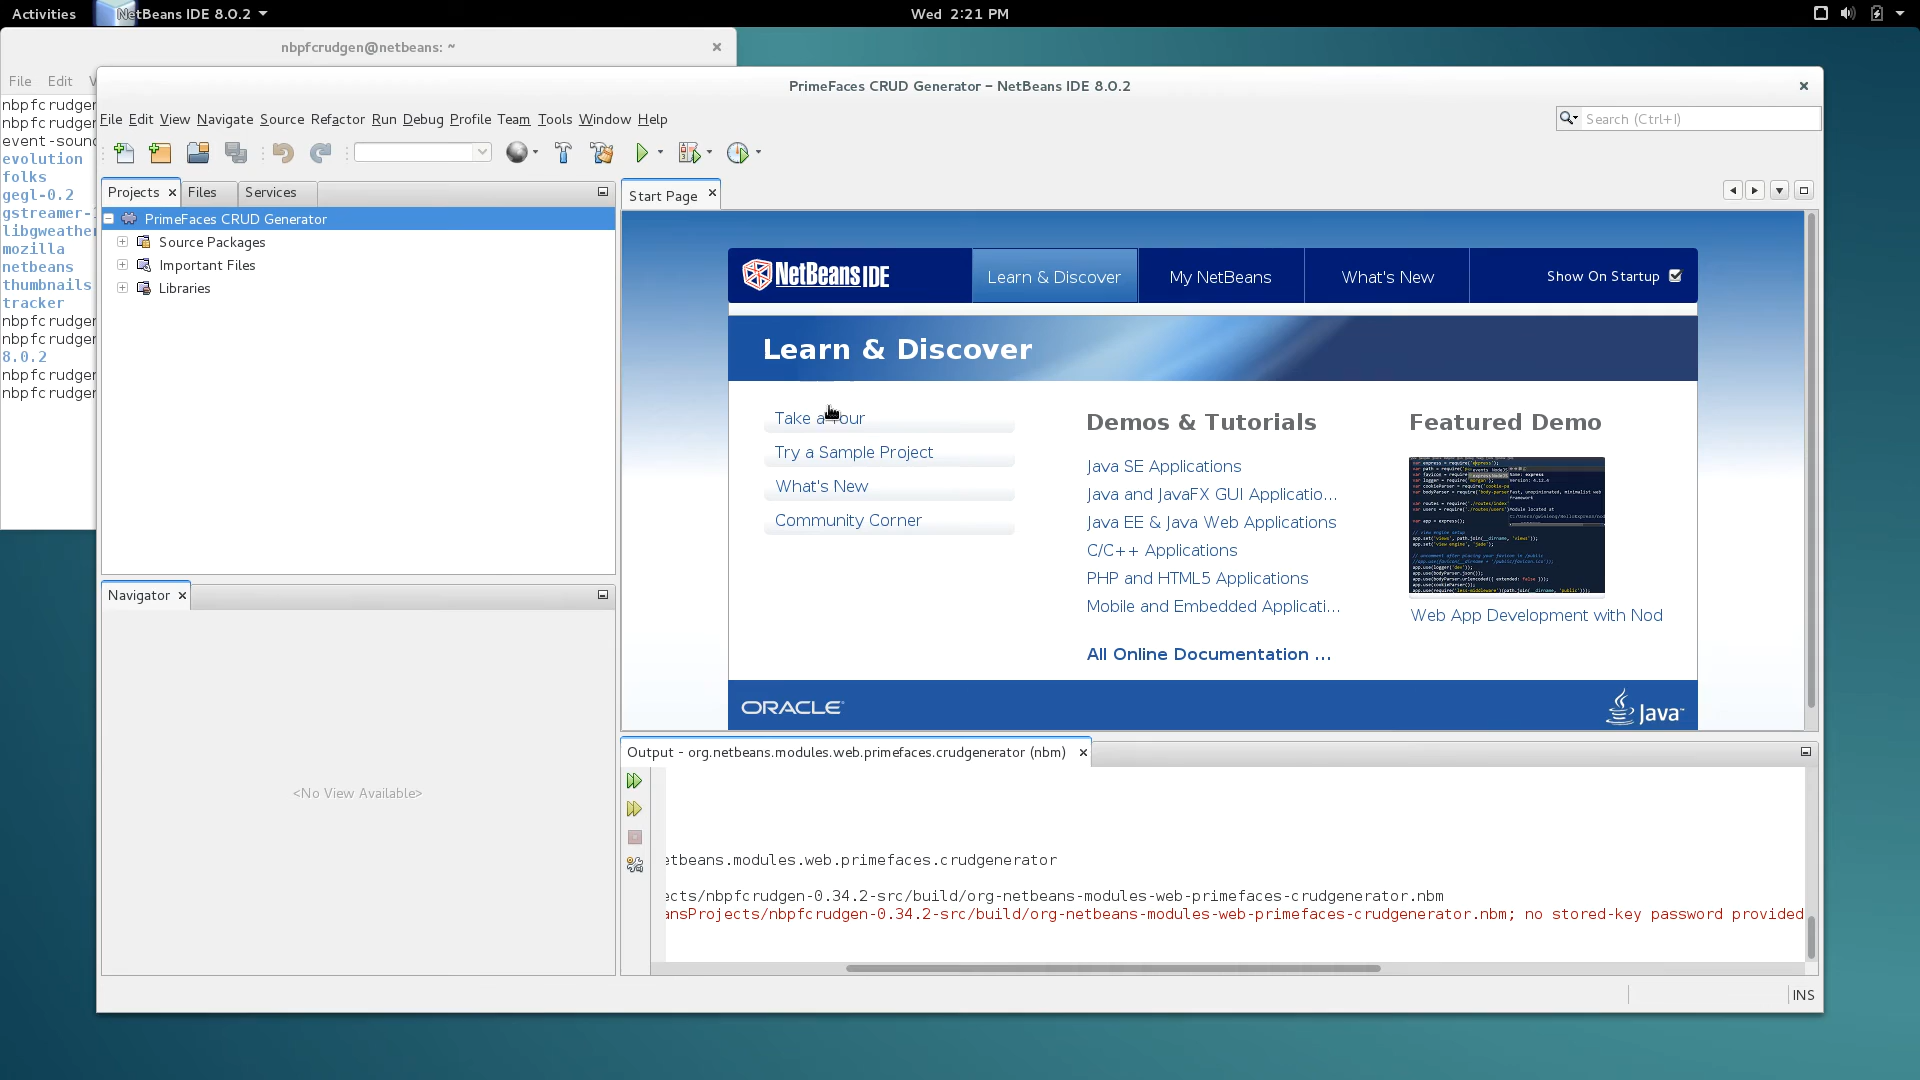 Activities
NetBeans IDE 8.0.2
Wed 2:21 PM
nbpfcrudgen@netbeans: ~
File Edit V
nbpfcrudger
nbpfcrudger
event-sound
evolution
folks
gegl-0.2
gstreamer-1
libgweather
mozilla
netbeans
thumbnails
tracker
nbpfcrudger
nbpfcrudger
8.0.2
nbpfcrudger
nbpfcrudger
PrimeFaces CRUD Generator – NetBeans IDE 8.0.2
File Edit View Navigate Source Refactor Run Debug Profile Team Tools Window Help
Search (Ctrl+I)
Projects Files Services
PrimeFaces CRUD Generator
Source Packages
Important Files
Libraries
Navigator
<No View Available>
Start Page
NetBeans IDE
Learn & Discover
My NetBeans
What's New
Show On Startup
Learn & Discover
Take a Tour
Try a Sample Project
What's New
Community Corner
Demos & Tutorials
Java SE Applications
Java and JavaFX GUI Applicatio...
Java EE & Java Web Applications
C/C++ Applications
PHP and HTML5 Applications
Mobile and Embedded Applicati...
All Online Documentation ...
Featured Demo
Web App Development with Nod
ORACLE
Java
Output - org.netbeans.modules.web.primefaces.crudgenerator (nbm)
etbeans.modules.web.primefaces.crudgenerator
ects/nbpfcrudgen-0.34.2-src/build/org-netbeans-modules-web-primefaces-crudgenerator.nbm
ansProjects/nbpfcrudgen-0.34.2-src/build/org-netbeans-modules-web-primefaces-crudgenerator.nbm; no stored-key password provided
INS